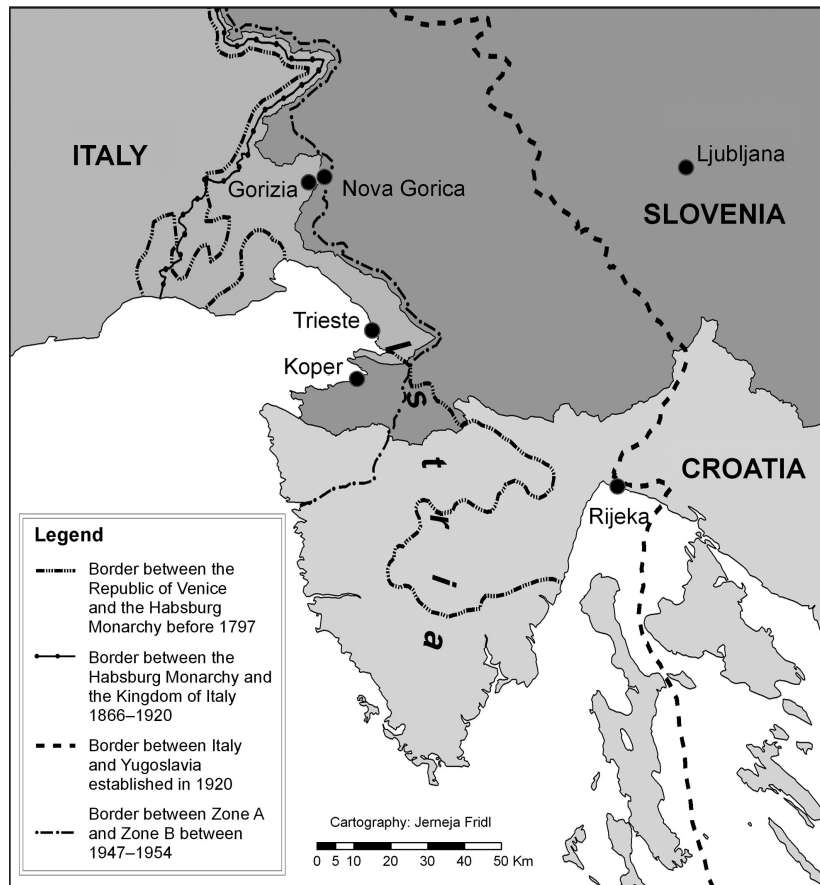 ITALY
Ljubljana
Gorizia
Nova Gorica
SLOVENIA
Trieste
Koper
Istria
CROATIA
Rijeka
Legend
Border between the
Republic of Venice
and the Habsburg
Monarchy before 1797
Border between the
Habsburg Monarchy and
the Kingdom of Italy
1866–1920
Border between Italy
and Yugoslavia
established in 1920
Border between Zone A
and Zone B between
1947–1954
Cartography: Jerneja Fridl
0 5 10 20 30 40 50 Km